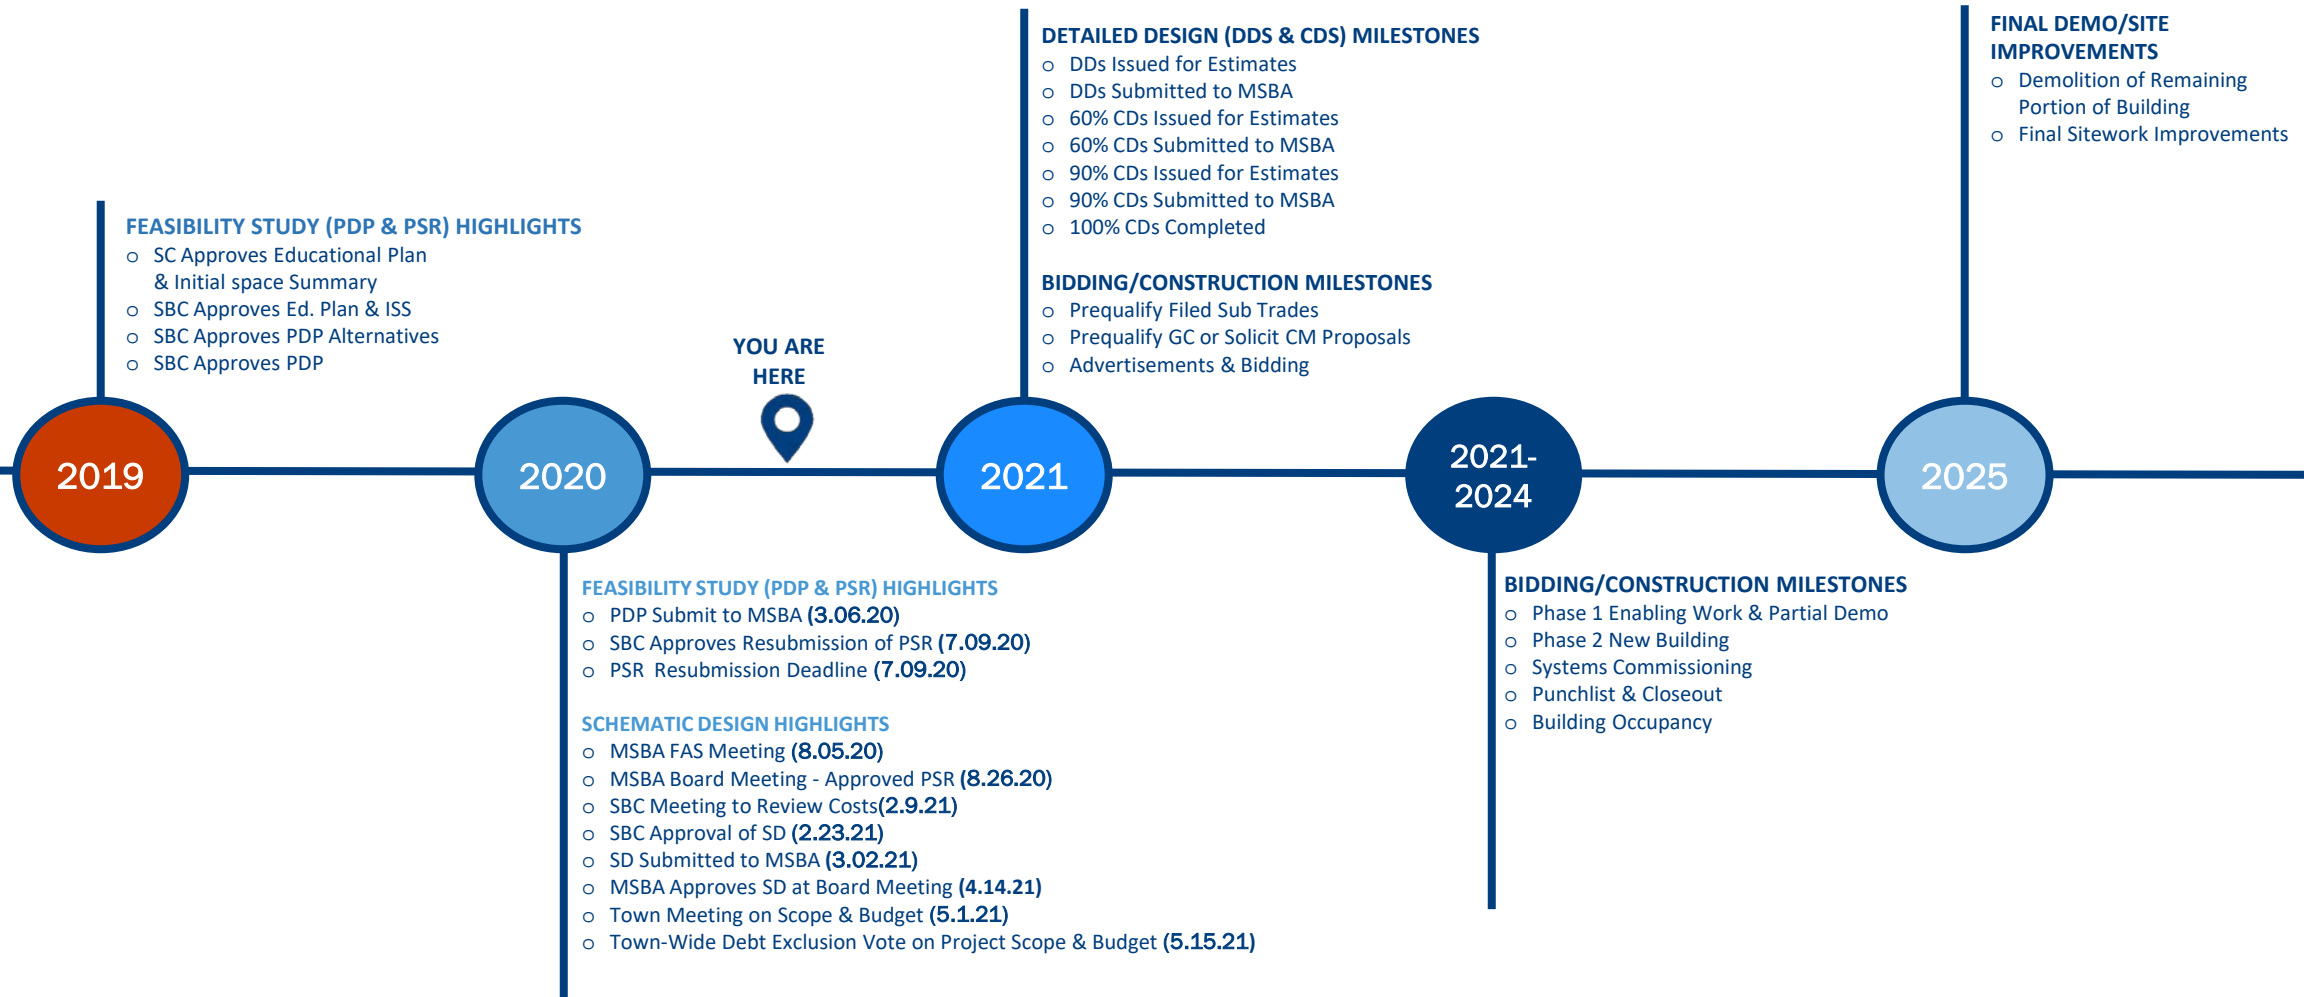 FEASIBILITY STUDY (PDP & PSR) HIGHLIGHTS
o SC Approves Educational Plan
& Initial space Summary
o SBC Approves Ed. Plan & ISS
o SBC Approves PDP Alternatives
o SBC Approves PDP
YOU ARE
HERE
DETAILED DESIGN (DDS & CDS) MILESTONES
o DDs Issued for Estimates
o DDs Submitted to MSBA
o 60% CDs Issued for Estimates
o 60% CDs Submitted to MSBA
o 90% CDs Issued for Estimates
o 90% CDs Submitted to MSBA
o 100% CDs Completed
BIDDING/CONSTRUCTION MILESTONES
o Prequalify Filed Sub Trades
o Prequalify GC or Solicit CM Proposals
o Advertisements & Bidding
FINAL DEMO/SITE
IMPROVEMENTS
o Demolition of Remaining
Portion of Building
o Final Sitework Improvements
2019
2020
2021
2021-
2024
2025
FEASIBILITY STUDY (PDP & PSR) HIGHLIGHTS
o PDP Submit to MSBA (3.06.20)
o SBC Approves Resubmission of PSR (7.09.20)
o PSR Resubmission Deadline (7.09.20)
SCHEMATIC DESIGN HIGHLIGHTS
o MSBA FAS Meeting (8.05.20)
o MSBA Board Meeting - Approved PSR (8.26.20)
o SBC Meeting to Review Costs(2.9.21)
o SBC Approval of SD (2.23.21)
o SD Submitted to MSBA (3.02.21)
o MSBA Approves SD at Board Meeting (4.14.21)
o Town Meeting on Scope & Budget (5.1.21)
o Town-Wide Debt Exclusion Vote on Project Scope & Budget (5.15.21)
BIDDING/CONSTRUCTION MILESTONES
o Phase 1 Enabling Work & Partial Demo
o Phase 2 New Building
o Systems Commissioning
o Punchlist & Closeout
o Building Occupancy